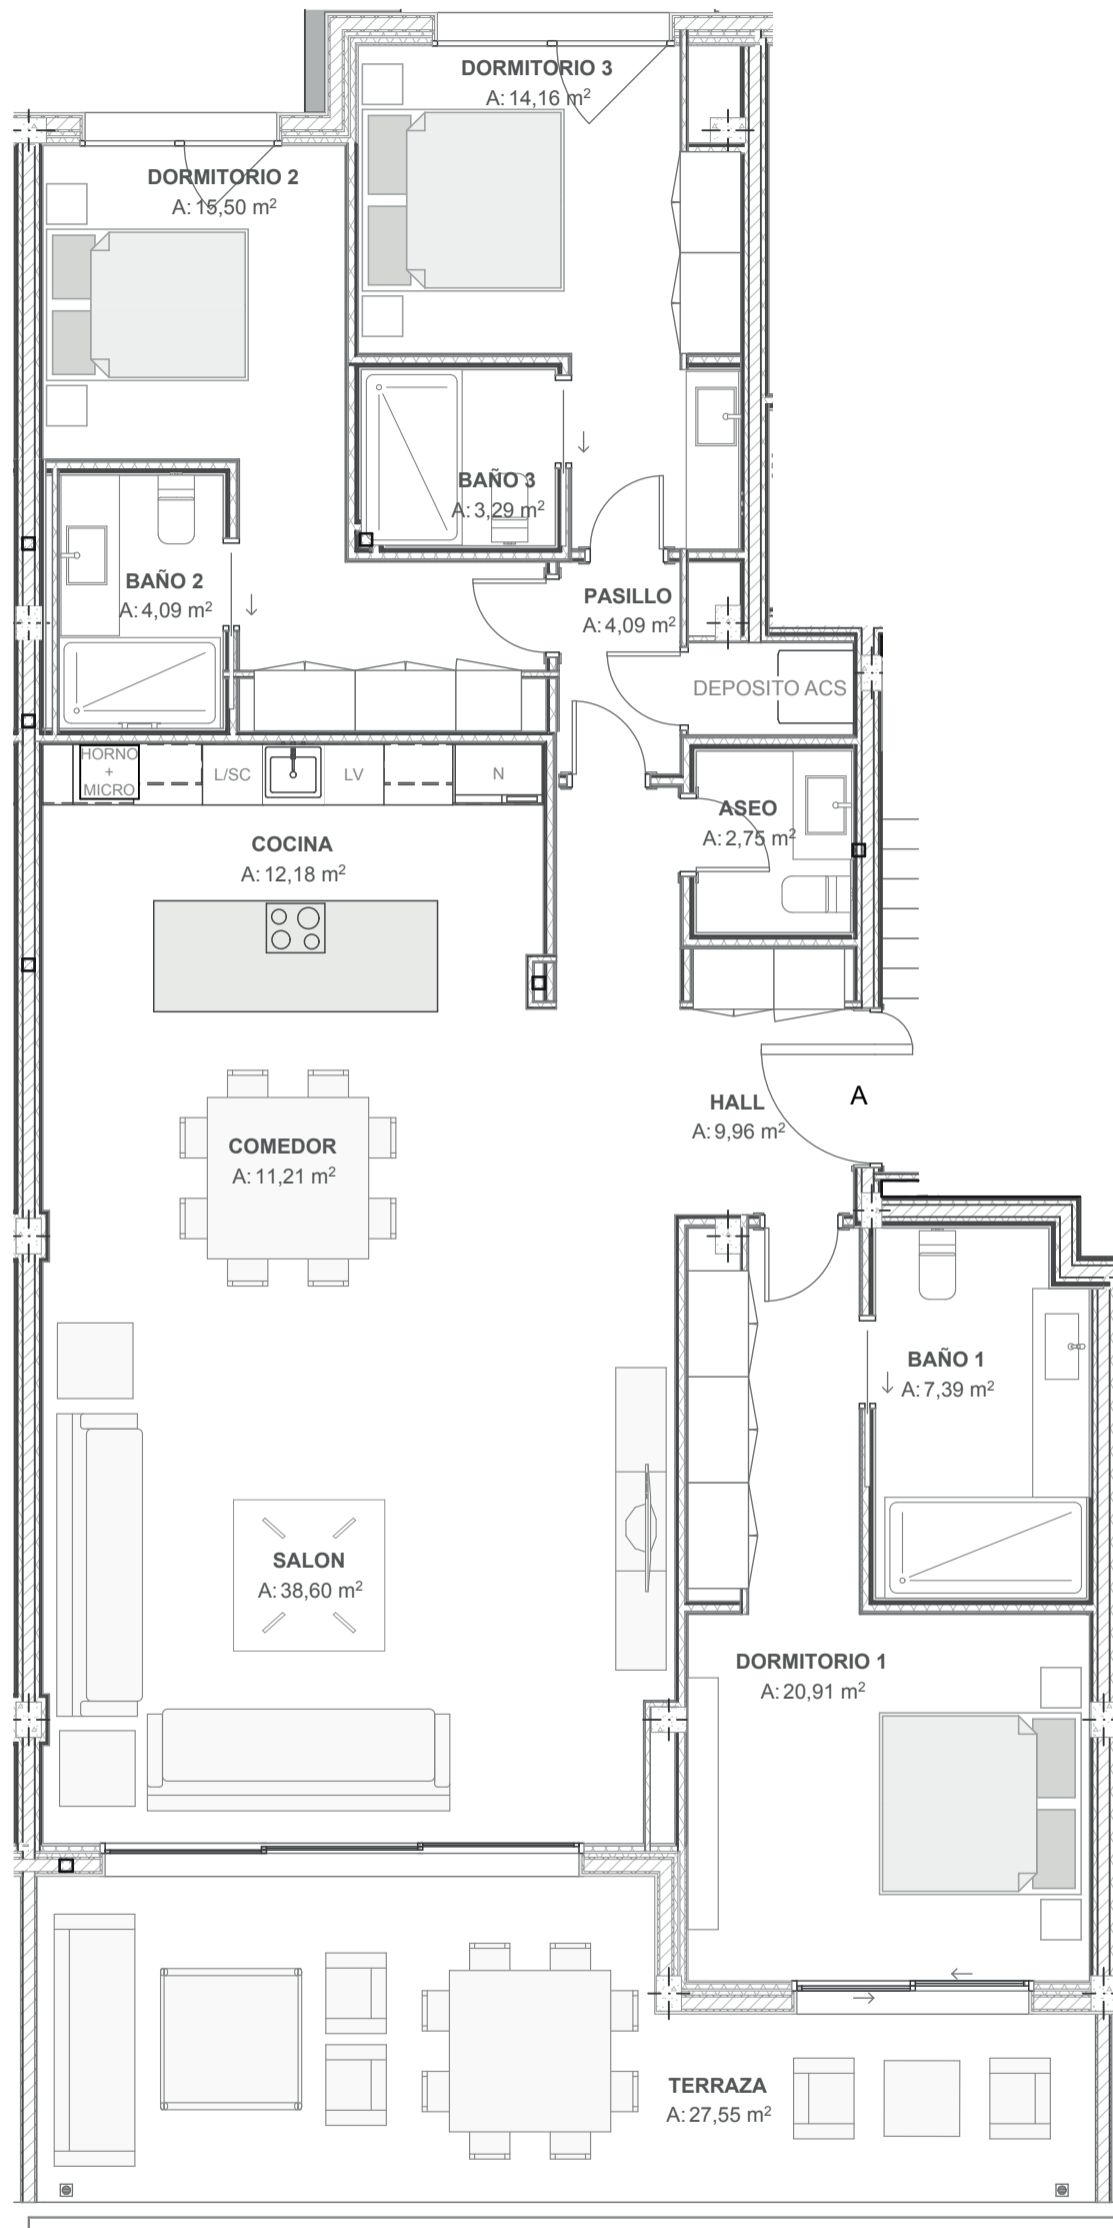 DORMITORIO 3
A: 14,16 m²
DORMITORIO 2
A: 15,50 m²
BAÑO 3
A: 3,29 m²
BAÑO 2
A: 4,09 m²
PASILLO
A: 4,09 m²
DEPOSITO ACS
HORNO
+
MICRO
L/SC
LV
N
ASEO
A: 2,75 m²
COCINA
A: 12,18 m²
HALL
A: 9,96 m²
A
COMEDOR
A: 11,21 m²
BAÑO 1
A: 7,39 m²
SALON
A: 38,60 m²
DORMITORIO 1
A: 20,91 m²
TERRAZA
A: 27,55 m²